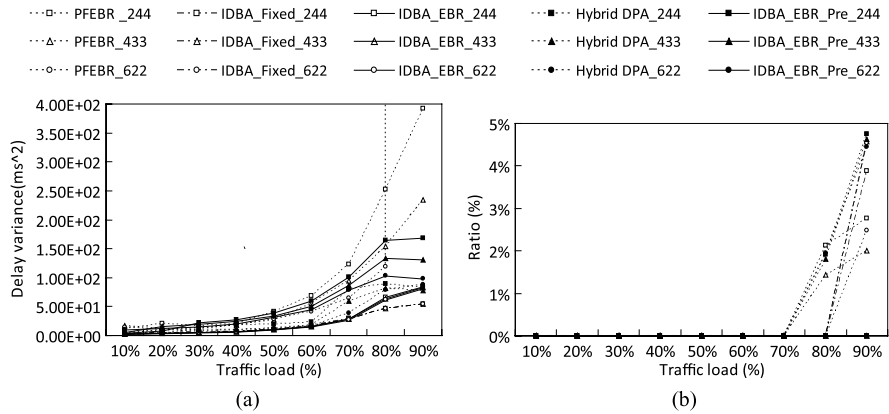 PFEBR _244 IDBA_Fixed_244 IDBA_EBR_244 Hybrid DPA_244 IDBA_EBR_Pre_244
PFEBR _433 IDBA_Fixed_433 IDBA_EBR_433 Hybrid DPA_433 IDBA_EBR_Pre_433
PFEBR _622 IDBA_Fixed_622 IDBA_EBR_622 Hybrid DPA_622 IDBA_EBR_Pre_622
Delay variance(ms^2)
4.00E+02
3.50E+02
3.00E+02
2.50E+02
2.00E+02
1.50E+02
1.00E+02
5.00E+01
0.00E+00
10% 20% 30% 40% 50% 60% 70% 80% 90%
Traffic load (%)
(a)
Ratio (%)
5%
4%
3%
2%
1%
0%
10% 20% 30% 40% 50% 60% 70% 80% 90%
Traffic load (%)
(b)